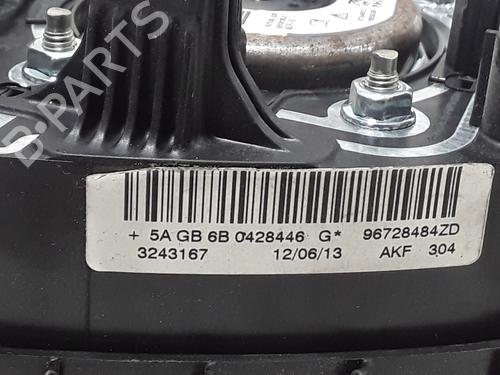 B-PARTS
+ 5A GB 6B 0428446 G* 96728484ZD
3243167 12/06/13 AKF 304